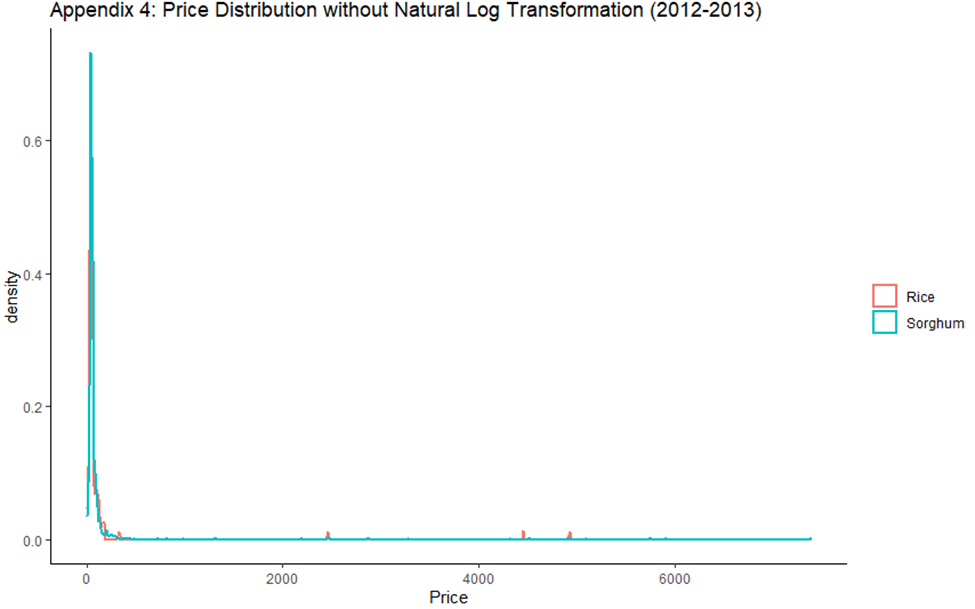 Appendix 4: Price Distribution without Natural Log Transformation (2012-2013)
density
0.6
0.4
0.2
0.0
0
2000
4000
6000
Price
Rice
Sorghum